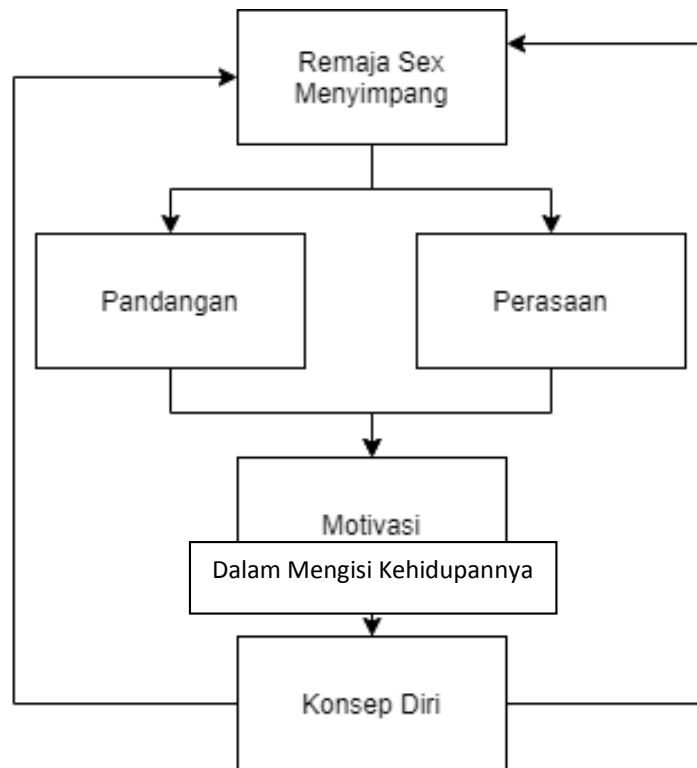 Remaja Sex
Menyimpang
Pandangan
Perasaan
Motivasi
Dalam Mengisi Kehidupannya
Konsep Diri